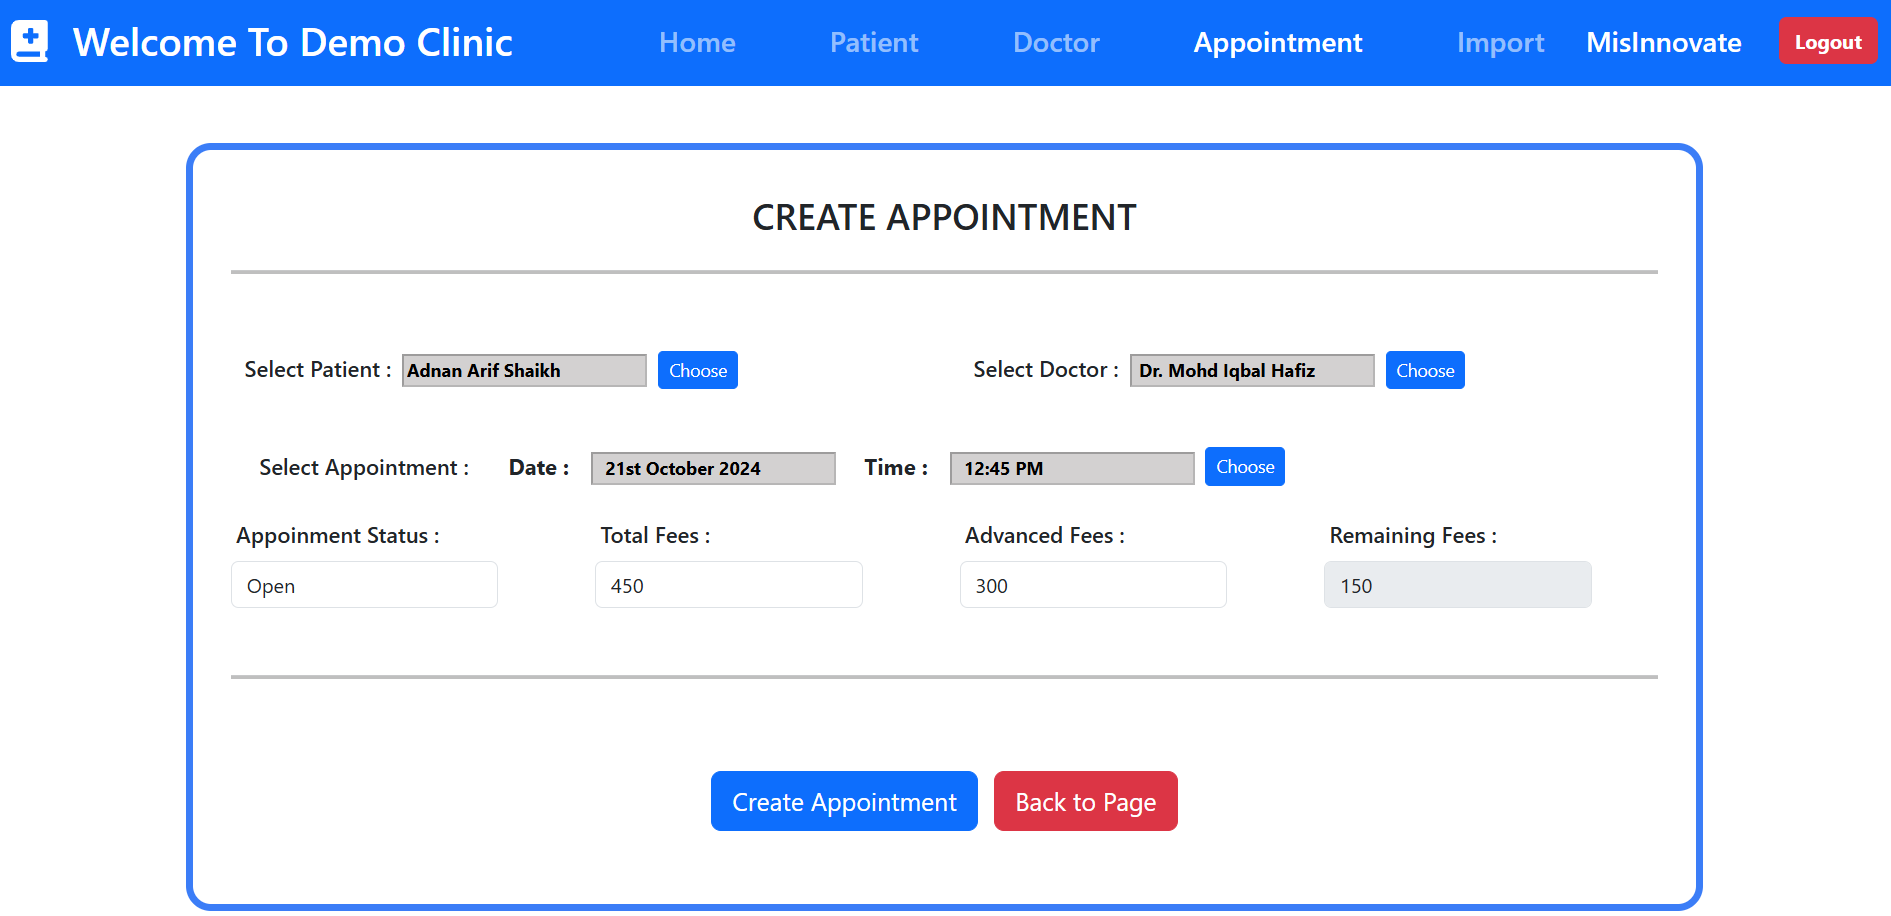 Welcome To Demo Clinic Home Patient Doctor Appointment Import MisInnovate Logout
CREATE APPOINTMENT
Select Patient : Adnan Arif Shaikh Choose Select Doctor : Dr. Mohd Iqbal Hafiz Choose
Select Appointment : Date : 21st October 2024 Time : 12:45 PM Choose
Appoinment Status : Total Fees : Advanced Fees : Remaining Fees :
Open 450 300 150
Create Appointment Back to Page